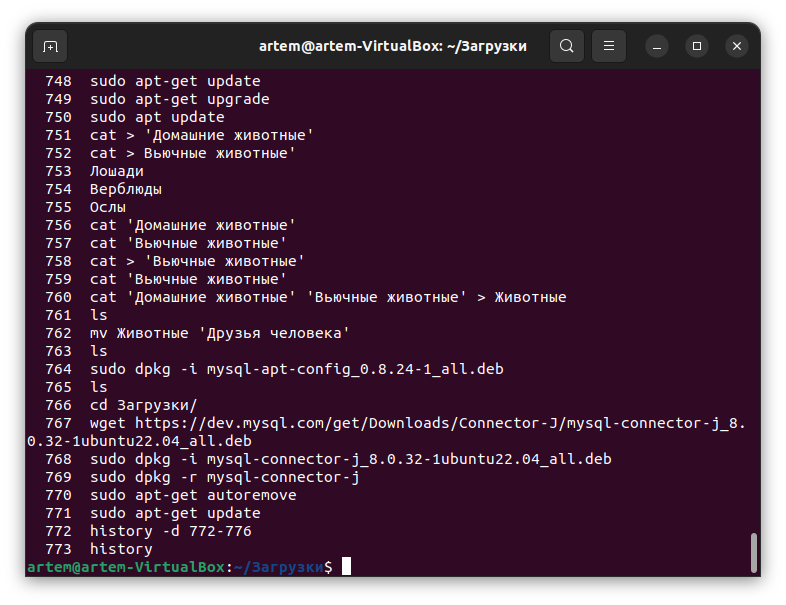 artem@artem-VirtualBox: ~/Загрузки
748 sudo apt-get update
749 sudo apt-get upgrade
750 sudo apt update
751 cat > 'Домашние животные'
752 cat > Вьючные животные'
753 Лошади
754 Верблюды
755 Ослы
756 cat 'Домашние животные'
757 cat 'Вьючные животные'
758 cat > 'Вьючные животные'
759 cat 'Вьючные животные'
760 cat 'Домашние животные' 'Вьючные животные' > Животные
761 ls
762 mv Животные 'Друзья человека'
763 ls
764 sudo dpkg -i mysql-apt-config_0.8.24-1_all.deb
765 ls
766 cd Загрузки/
767 wget https://dev.mysql.com/get/Downloads/Connector-J/mysql-connector-j_8.
0.32-1ubuntu22.04_all.deb
768 sudo dpkg -i mysql-connector-j_8.0.32-1ubuntu22.04_all.deb
769 sudo dpkg -r mysql-connector-j
770 sudo apt-get autoremove
771 sudo apt-get update
772 history -d 772-776
773 history
artem@artem-VirtualBox:~/Загрузки$